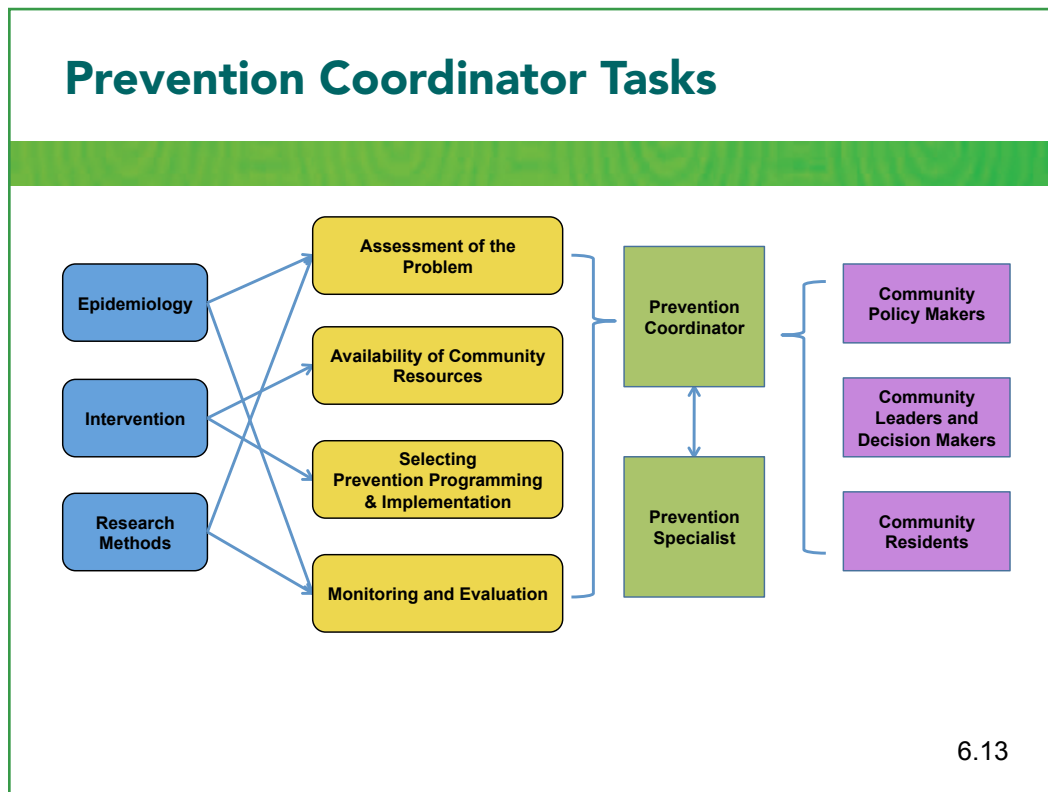 Prevention Coordinator Tasks
Epidemiology
Intervention
Research
Methods
Assessment of the
Problem
Availability of Community
Resources
Selecting
Prevention Programming
& Implementation
Monitoring and Evaluation
Prevention
Coordinator
Prevention
Specialist
Community
Policy Makers
Community
Leaders and
Decision Makers
Community
Residents
6.13